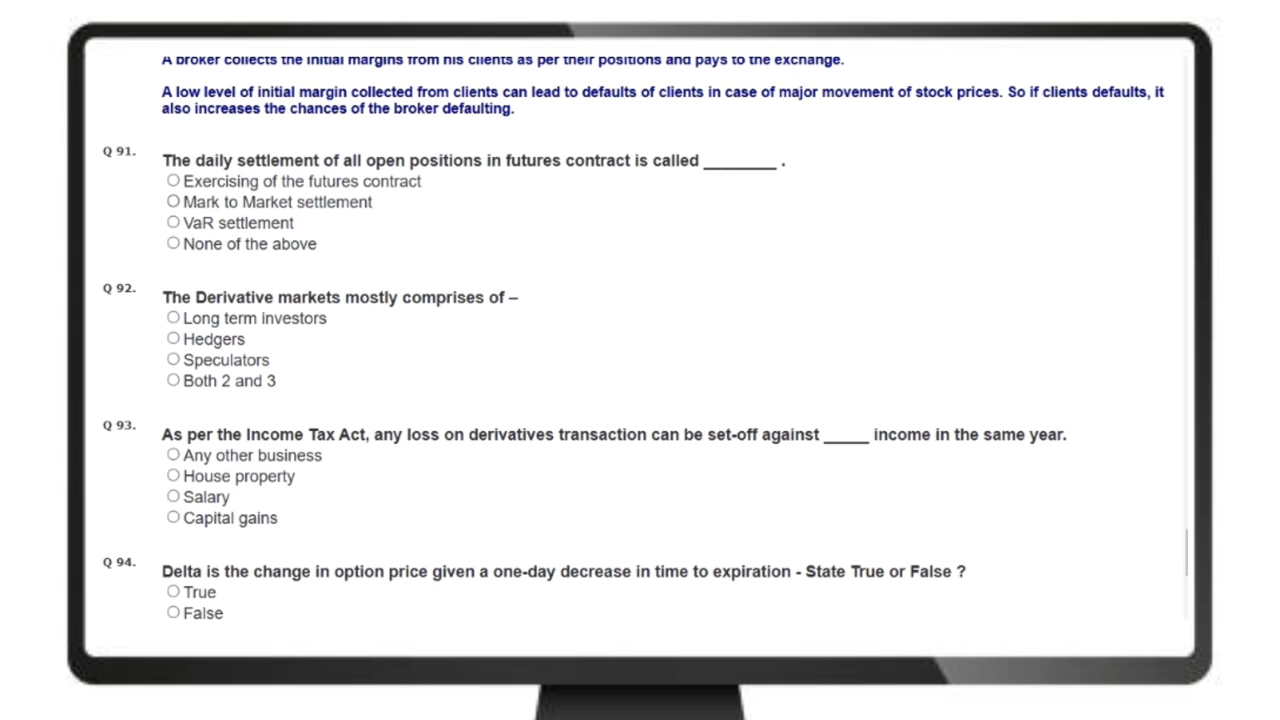 A broker collects the initial margins from his clients as per their positions and pays to the exchange.
A low level of initial margin collected from clients can lead to defaults of clients in case of major movement of stock prices. So if clients defaults, it
also increases the chances of the broker defaulting.
Q 91.
The daily settlement of all open positions in futures contract is called ________ .
Exercising of the futures contract
Mark to Market settlement
VaR settlement
None of the above
Q 92.
The Derivative markets mostly comprises of –
Long term investors
Hedgers
Speculators
Both 2 and 3
Q 93.
As per the Income Tax Act, any loss on derivatives transaction can be set-off against _____ income in the same year.
Any other business
House property
Salary
Capital gains
Q 94.
Delta is the change in option price given a one-day decrease in time to expiration - State True or False ?
True
False